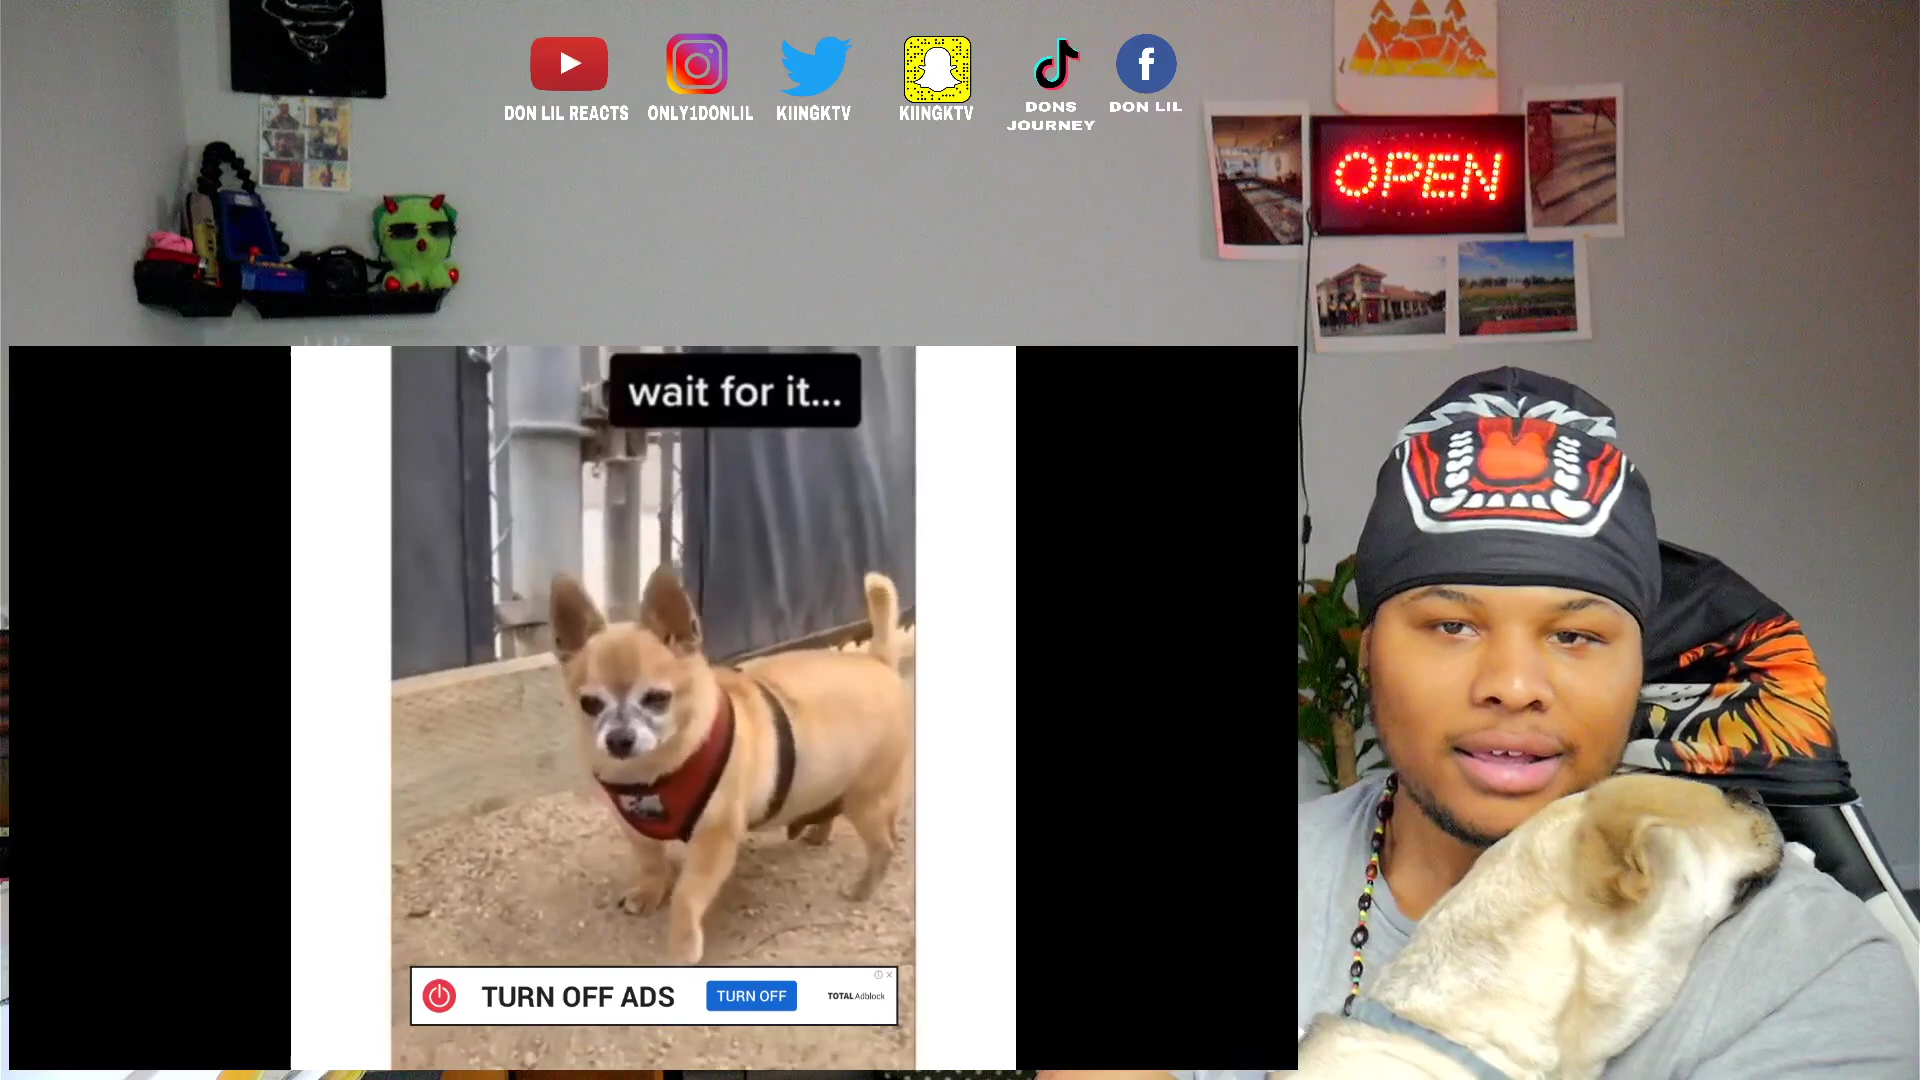 DON LIL REACTS
ONLY1DONLIL
KIINGKTV
KIINGKTV
DONS
JOURNEY
DON LIL
OPEN
wait for it...
TURN OFF ADS
TURN OFF
TOTAL Adblock